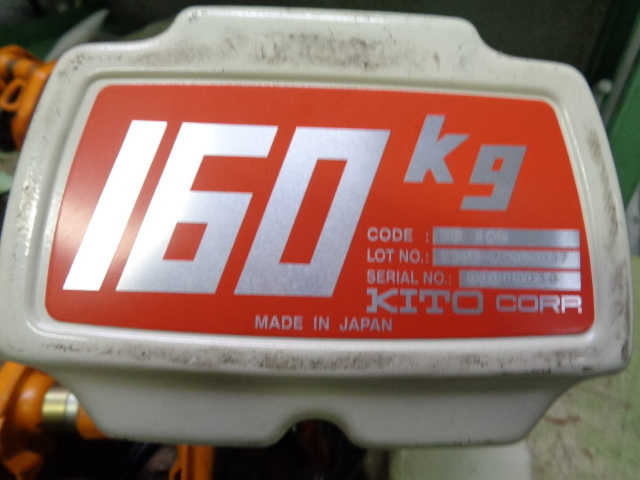 160 kg
CODE :
LOT NO.:
SERIAL NO.:
KITO CORP.
MADE IN JAPAN